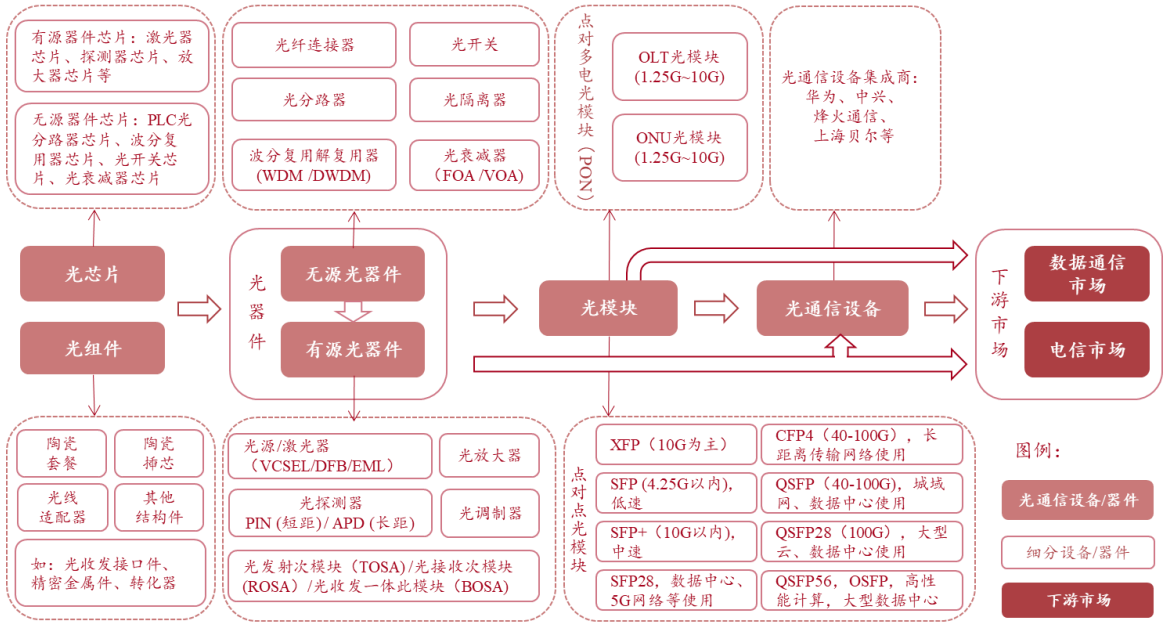 有源器件芯片：激光器
芯片、探测器芯片、放
大器芯片等
无源器件芯片：PLC光
分路器芯片、波分复
用器芯片、光开关芯
片、光衰减器芯片
光纤连接器
光开关
光分路器
光隔离器
波分复用解复用器
(WDM /DWDM)
光衰减器
（FOA /VOA)
点对多电光模块（PON）
OLT光模块
(1.25G~10G)
ONU光模块
(1.25G~10G)
光通信设备集成商：
华为、中兴、
烽火通信、
上海贝尔等
光芯片
光组件
光器件
无源光器件
有源光器件
光模块
光通信设备
下游市场
数据通信
市场
电信市场
陶瓷
套餐
陶瓷
挿芯
光线
适配器
其他
结构件
如：光收发接口件、
精密金属件、转化器
光源/激光器
（VCSEL/DFB/EML）
光放大器
光探测器
PIN (短距)/ APD (长距)
光调制器
光发射次模块（TOSA) /光接收次模块
(ROSA）/光收发一体此模块（BOSA)
点对点光模块
XFP（10G为主）
CFP4（40-100G），长
距离传输网络使用
SFP (4.25G以内),
低速
QSFP（40-100G), 城域
网、数据中心使用
SFP+（10G以内),
中速
QSFP28（100G），大型
云、数据中心使用
SFP28，数据中心、
5G网络等使用
QSFP56，OSFP，高性
能计算，大型数据中心
图例：
光通信设备/器件
细分设备/器件
下游市场